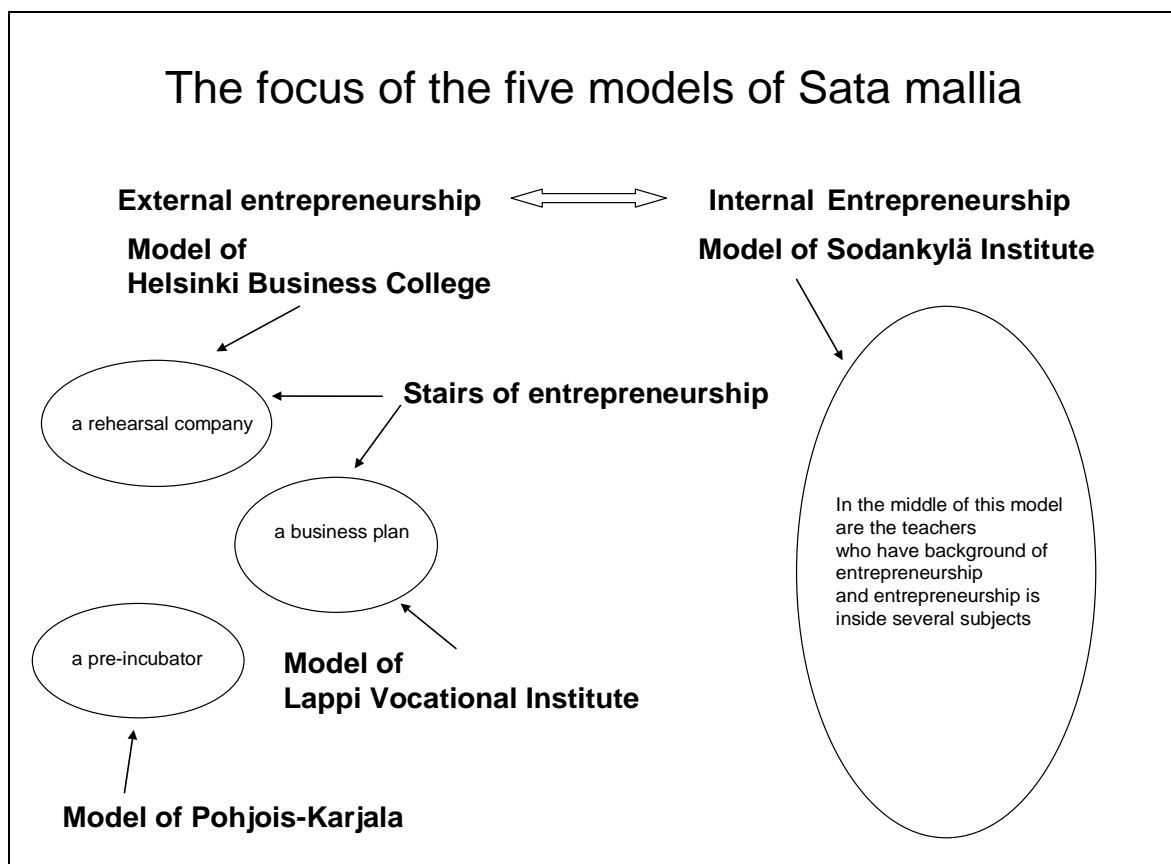 The focus of the five models of Sata mallia
External entrepreneurship
Internal Entrepreneurship
Model of
Helsinki Business College
Model of Sodankylä Institute
Stairs of entrepreneurship
a rehearsal company
a business plan
In the middle of this model
are the teachers
who have background of
entrepreneurship
and entrepreneurship is
inside several subjects
a pre-incubator
Model of
Lappi Vocational Institute
Model of Pohjois-Karjala